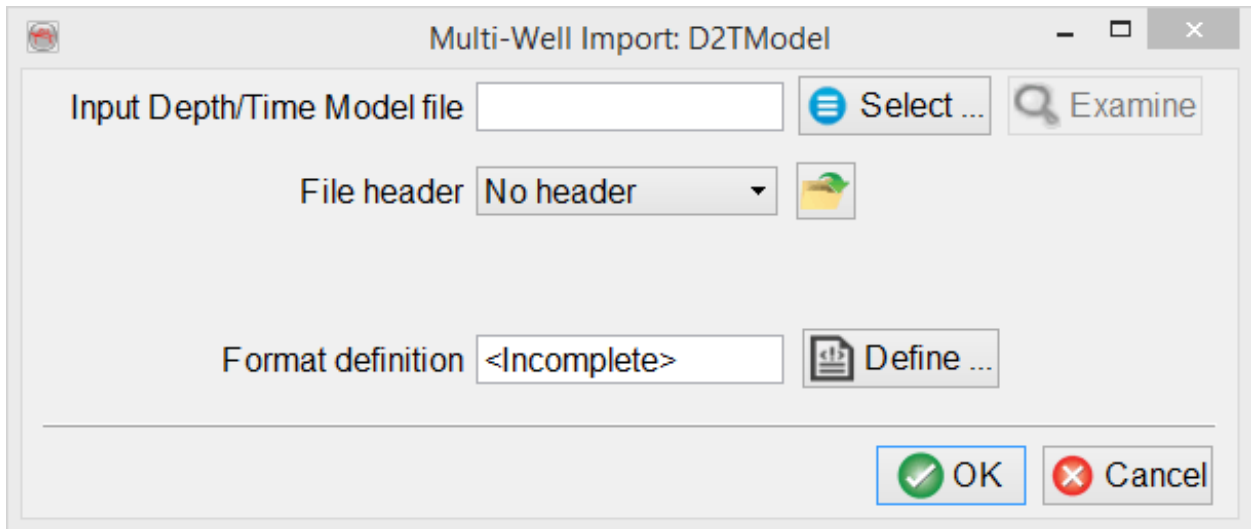 Multi-Well Import: D2TModel
Input Depth/Time Model file Select ... Examine
File header No header
Format definition <Incomplete> Define ...
OK Cancel